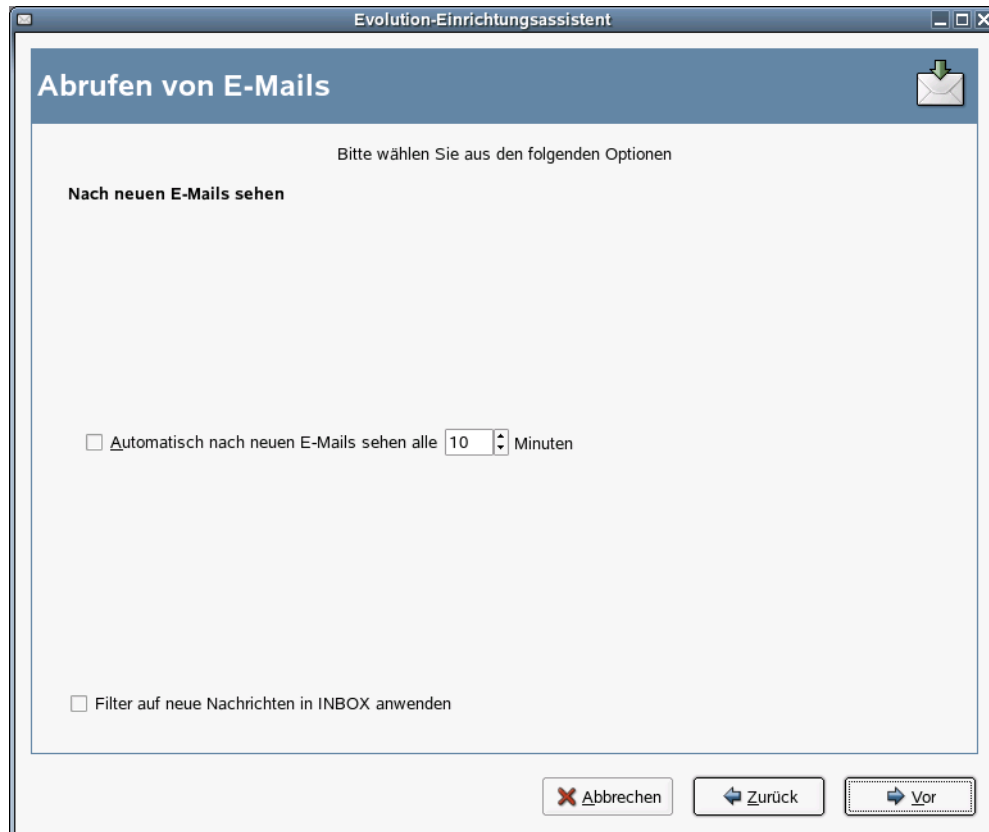 Evolution-Einrichtungsassistent
Abrufen von E-Mails
Bitte wählen Sie aus den folgenden Optionen
Nach neuen E-Mails sehen
Automatisch nach neuen E-Mails sehen alle 10 Minuten
Filter auf neue Nachrichten in INBOX anwenden
Abbrechen Zurück Vor